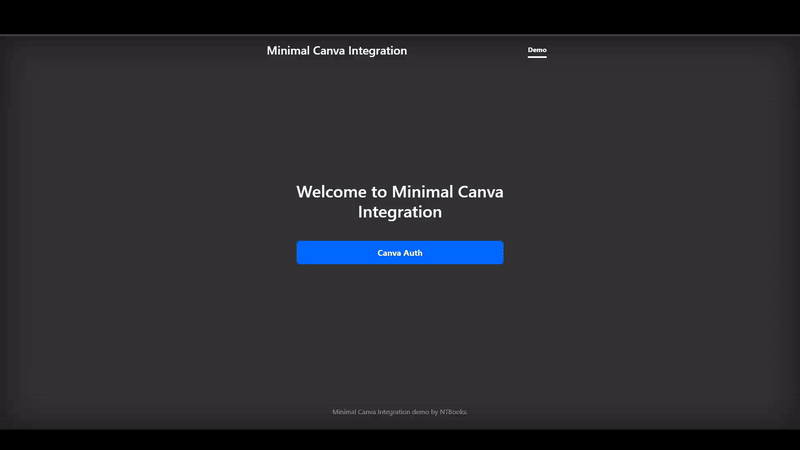 Minimal Canva Integration
Demo
Welcome to Minimal Canva
Integration
Canva Auth
Minimal Canva Integration demo by NTBooks.